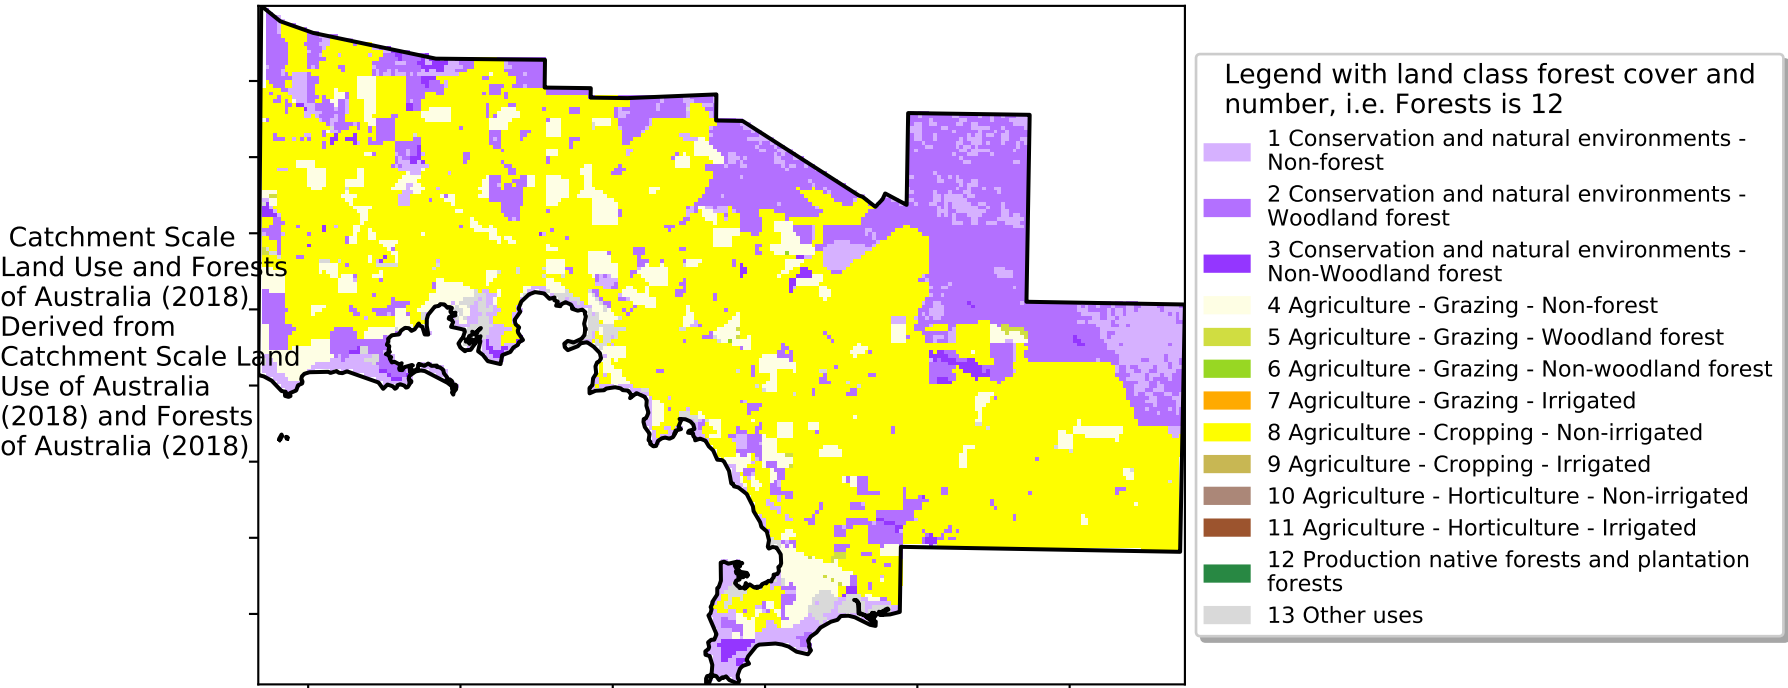 Catchment Scale
Land Use and Forests
of Australia (2018)
Derived from
Catchment Scale Land
Use of Australia
(2018) and Forests
of Australia (2018)
Legend with land class forest cover and
number, i.e. Forests is 12
1 Conservation and natural environments -
Non-forest
2 Conservation and natural environments -
Woodland forest
3 Conservation and natural environments -
Non-Woodland forest
4 Agriculture - Grazing - Non-forest
5 Agriculture - Grazing - Woodland forest
6 Agriculture - Grazing - Non-woodland forest
7 Agriculture - Grazing - Irrigated
8 Agriculture - Cropping - Non-irrigated
9 Agriculture - Cropping - Irrigated
10 Agriculture - Horticulture - Non-irrigated
11 Agriculture - Horticulture - Irrigated
12 Production native forests and plantation
forests
13 Other uses